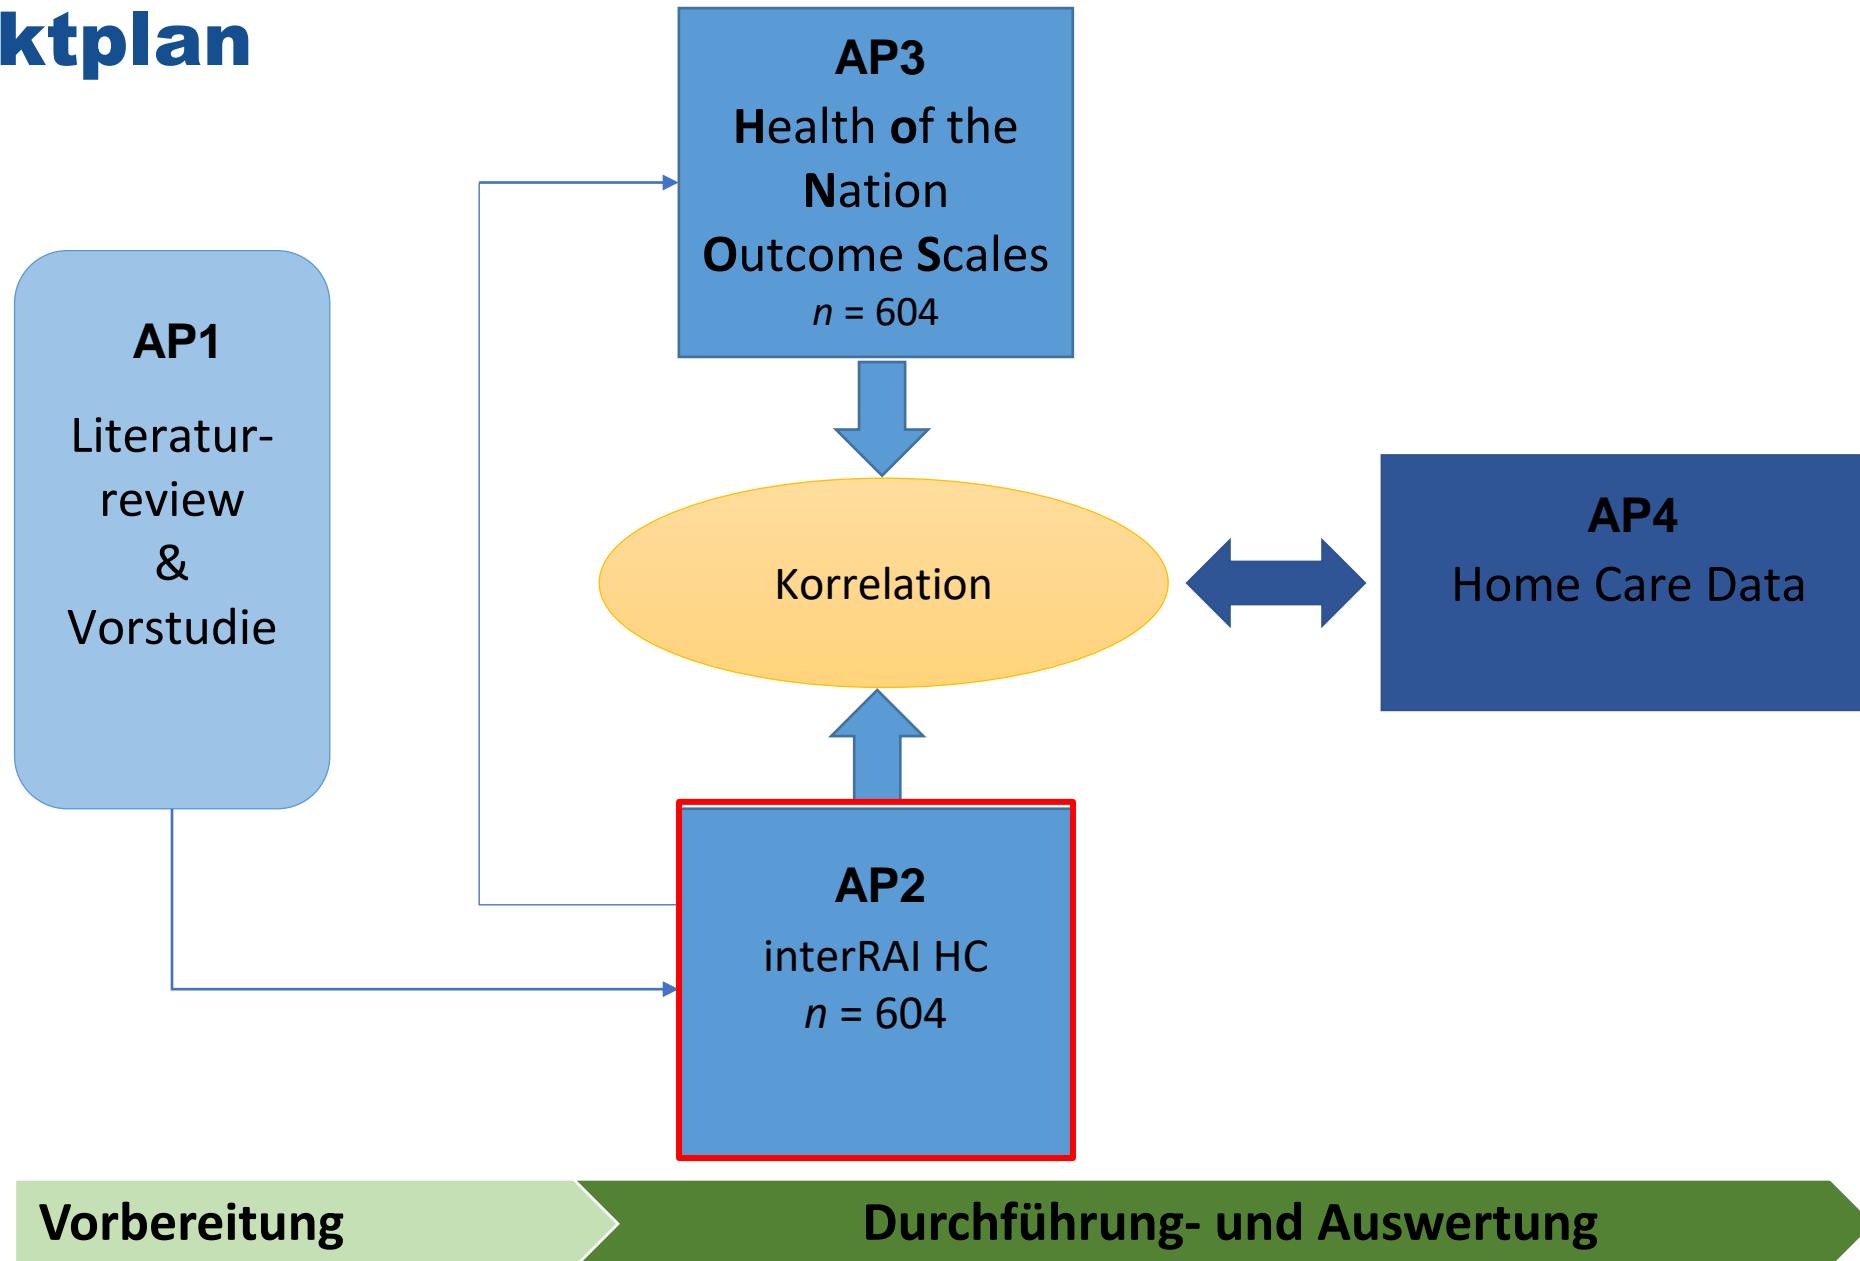 ktplan
AP3
Health of the
Nation
Outcome Scales
n = 604
AP1
Literatur-
review
&
Vorstudie
Korrelation
AP4
Home Care Data
AP2
interRAI HC
n = 604
Vorbereitung
Durchführung- und Auswertung